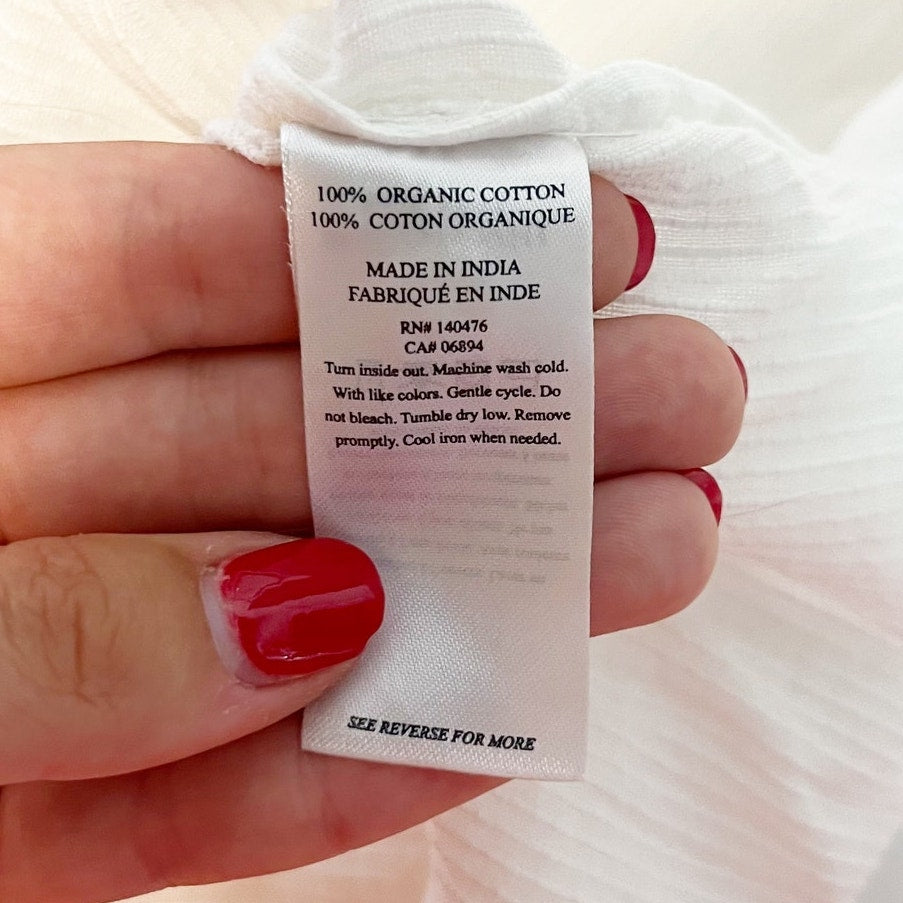 100% ORGANIC COTTON
100% COTON ORGANIQUE
MADE IN INDIA
FABRIQUÉ EN INDE
RN# 140476
CA# 06894
Turn inside out. Machine wash cold.
With like colors. Gentle cycle. Do
not bleach. Tumble dry low. Remove
promptly. Cool iron when needed.
SEE REVERSE FOR MORE